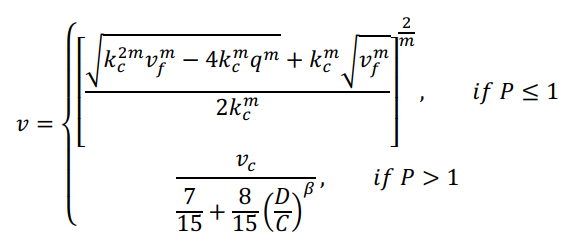 v = { [ (√(k_c^{2m} v_f^m − 4k_c^m q^m) + k_c^m √(v_f^m)) / (2k_c^m) ]^{2/m}, if P ≤ 1
v_c / (7/15 + 8/15 (D/C)^β), if P > 1